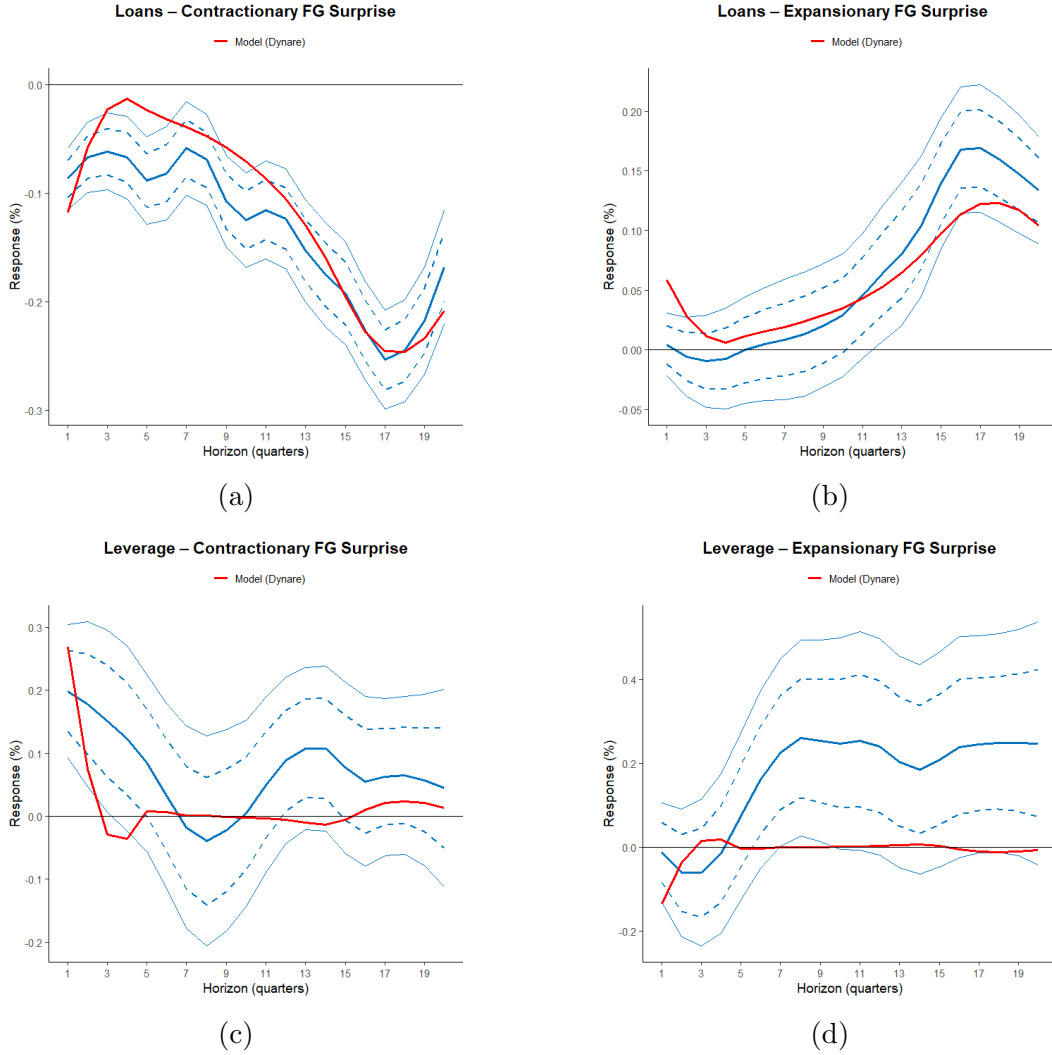 Loans – Contractionary FG Surprise
Model (Dynare)
Response (%)
0.0
-0.1
-0.2
-0.3
1 3 5 7 9 11 13 15 17 19
Horizon (quarters)
(a)
Loans – Expansionary FG Surprise
Model (Dynare)
Response (%)
0.20
0.15
0.10
0.05
0.00
-0.05
1 3 5 7 9 11 13 15 17 19
Horizon (quarters)
(b)
Leverage – Contractionary FG Surprise
Model (Dynare)
Response (%)
0.3
0.2
0.1
0.0
-0.1
-0.2
1 3 5 7 9 11 13 15 17 19
Horizon (quarters)
(c)
Leverage – Expansionary FG Surprise
Model (Dynare)
Response (%)
0.4
0.2
0.0
-0.2
1 3 5 7 9 11 13 15 17 19
Horizon (quarters)
(d)